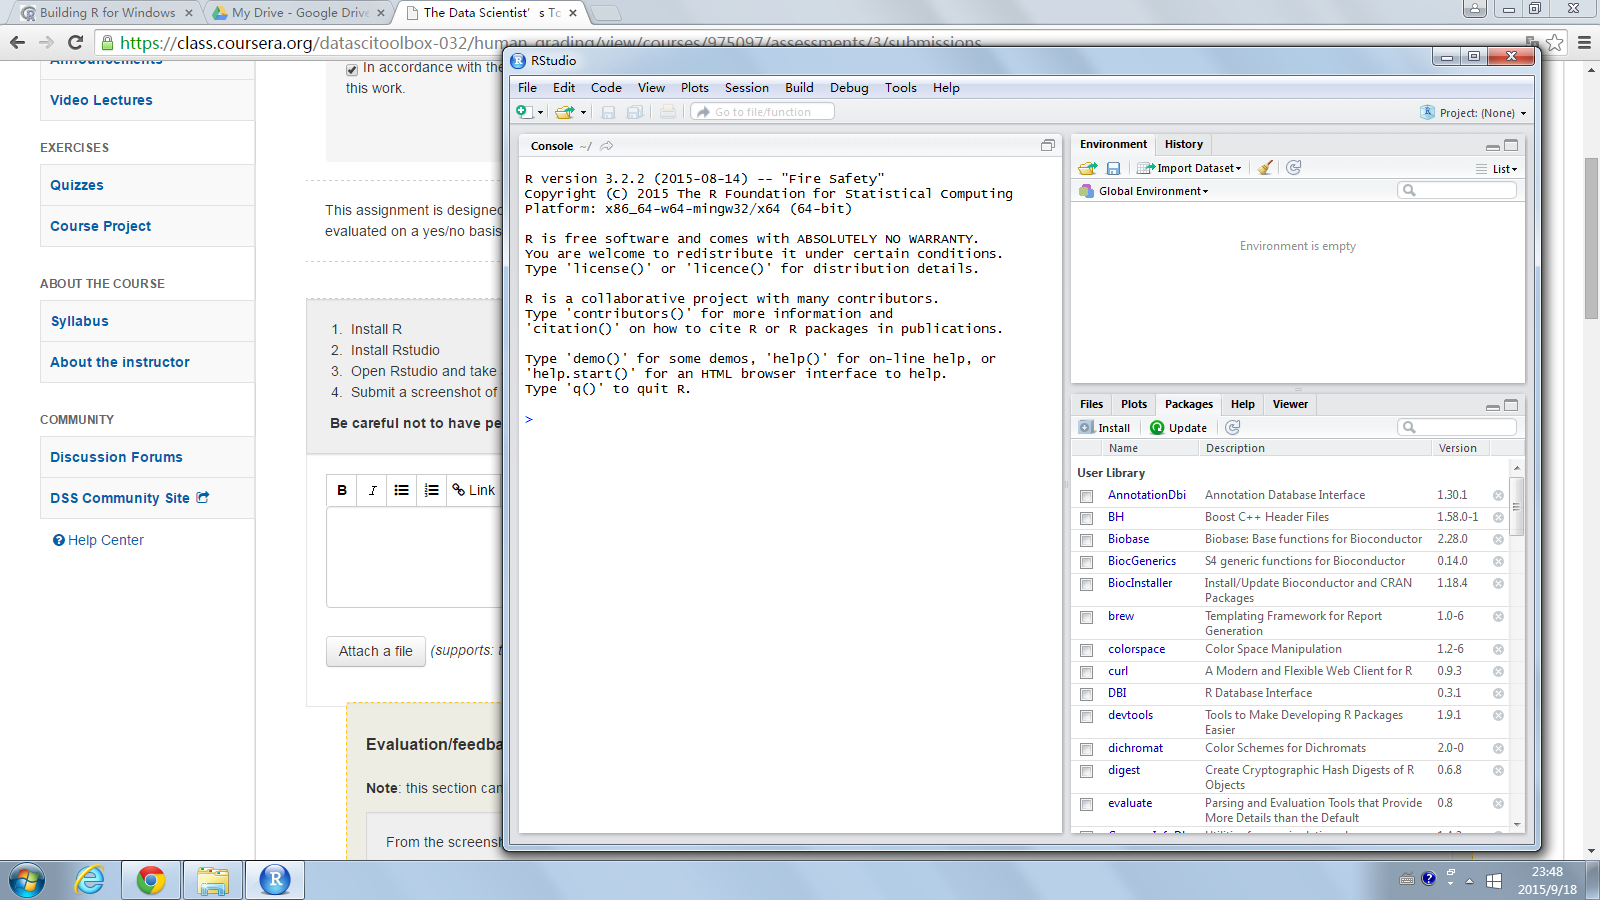 Building R for Windows
My Drive - Google Drive
The Data Scientist's To
https://class.coursera.org/datascitoolbox-032/human_grading/view/courses/975097/assessments/3/submissions
Announcements
Video Lectures
EXERCISES
Quizzes
Course Project
ABOUT THE COURSE
Syllabus
About the instructor
COMMUNITY
Discussion Forums
DSS Community Site
Help Center
In accordance with the
this work.
This assignment is designed
evaluated on a yes/no basis
1. Install R
2. Install Rstudio
3. Open Rstudio and take
4. Submit a screenshot of
Be careful not to have pe
B I Link
Attach a file (supports: t
Evaluation/feedba
Note: this section can
From the screensh
RStudio
File Edit Code View Plots Session Build Debug Tools Help
Go to file/function
Project: (None)
Console ~/
R version 3.2.2 (2015-08-14) -- "Fire Safety"
Copyright (C) 2015 The R Foundation for Statistical Computing
Platform: x86_64-w64-mingw32/x64 (64-bit)
R is free software and comes with ABSOLUTELY NO WARRANTY.
You are welcome to redistribute it under certain conditions.
Type 'license()' or 'licence()' for distribution details.
R is a collaborative project with many contributors.
Type 'contributors()' for more information and
'citation()' on how to cite R or R packages in publications.
Type 'demo()' for some demos, 'help()' for on-line help, or
'help.start()' for an HTML browser interface to help.
Type 'q()' to quit R.
>
Environment History
Import Dataset List
Global Environment
Environment is empty
Files Plots Packages Help Viewer
Install Update
Name Description Version
User Library
AnnotationDbi Annotation Database Interface 1.30.1
BH Boost C++ Header Files 1.58.0-1
Biobase Biobase: Base functions for Bioconductor 2.28.0
BiocGenerics S4 generic functions for Bioconductor 0.14.0
BiocInstaller Install/Update Bioconductor and CRAN 1.18.4
Packages
brew Templating Framework for Report 1.0-6
Generation
colorspace Color Space Manipulation 1.2-6
curl A Modern and Flexible Web Client for R 0.9.3
DBI R Database Interface 0.3.1
devtools Tools to Make Developing R Packages 1.9.1
Easier
dichromat Color Schemes for Dichromats 2.0-0
digest Create Cryptographic Hash Digests of R 0.6.8
Objects
evaluate Parsing and Evaluation Tools that Provide 0.8
More Details than the Default
23:48
2015/9/18